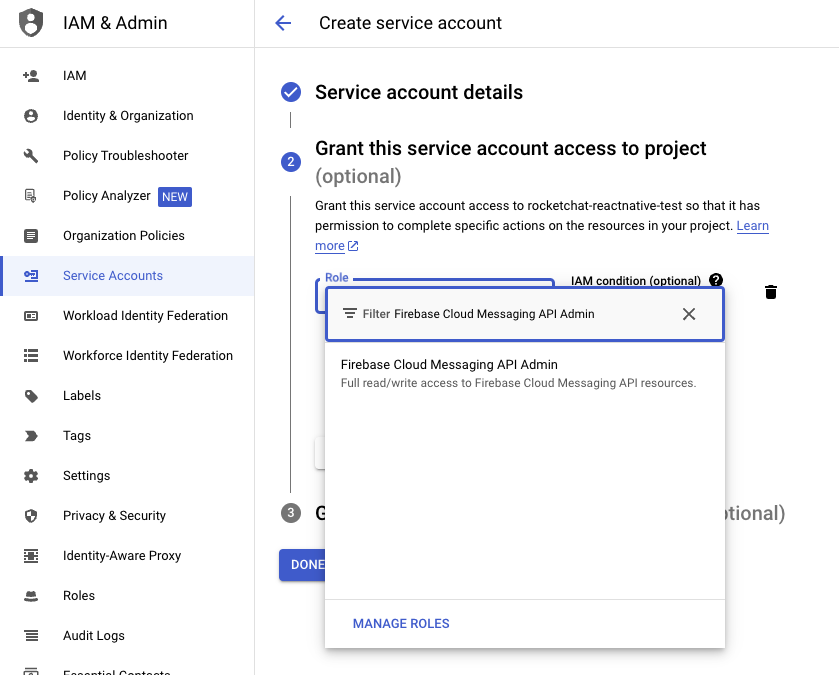 IAM & Admin
Create service account
IAM
Identity & Organization
Policy Troubleshooter
Policy Analyzer NEW
Organization Policies
Service Accounts
Workload Identity Federation
Workforce Identity Federation
Labels
Tags
Settings
Privacy & Security
Identity-Aware Proxy
Roles
Audit Logs
Essential Contacts
Service account details
2
Grant this service account access to project
(optional)
Grant this service account access to rocketchat-reactnative-test so that it has
permission to complete specific actions on the resources in your project. Learn
more
Role
IAM condition (optional) ?
Filter Firebase Cloud Messaging API Admin
Firebase Cloud Messaging API Admin
Full read/write access to Firebase Cloud Messaging API resources.
3 G
ptional)
DONE
MANAGE ROLES